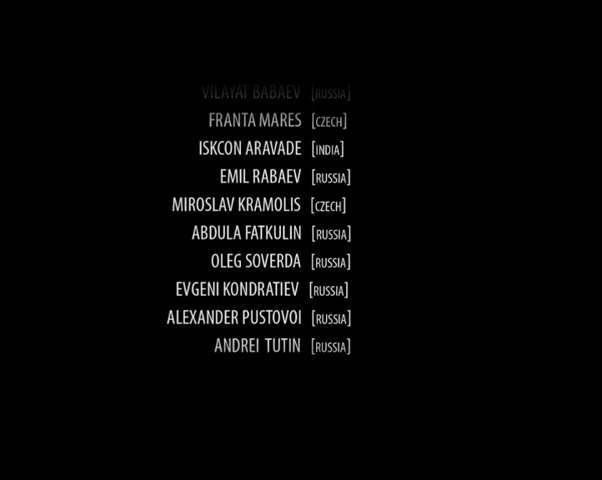 VILAYAT BABAEV [RUSSIA]
FRANTA MARES [CZECH]
ISKCON ARAVADE [INDIA]
EMIL RABAEV [RUSSIA]
MIROSLAV KRAMOLIS [CZECH]
ABDULA FATKULIN [RUSSIA]
OLEG SOVERDA [RUSSIA]
EVGENI KONDRATIEV [RUSSIA]
ALEXANDER PUSTOVOI [RUSSIA]
ANDREI TUTIN [RUSSIA]